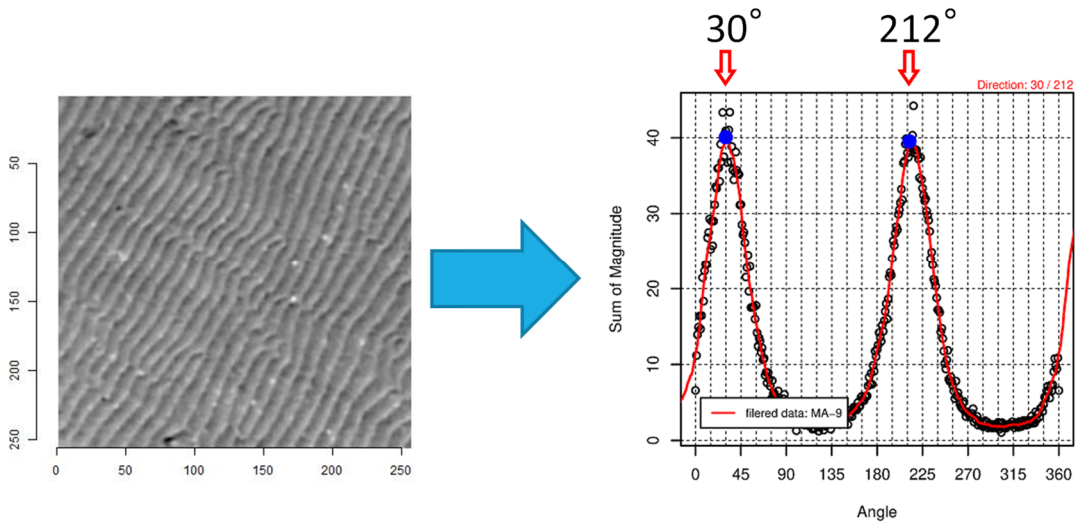 30° 212°
Direction: 30 / 212
50
100
150
200
250
0 50 100 150 200 250
Sum of Magnitude
40
30
20
10
0
filered data: MA-9
0 45 90 135 180 225 270 315 360
Angle